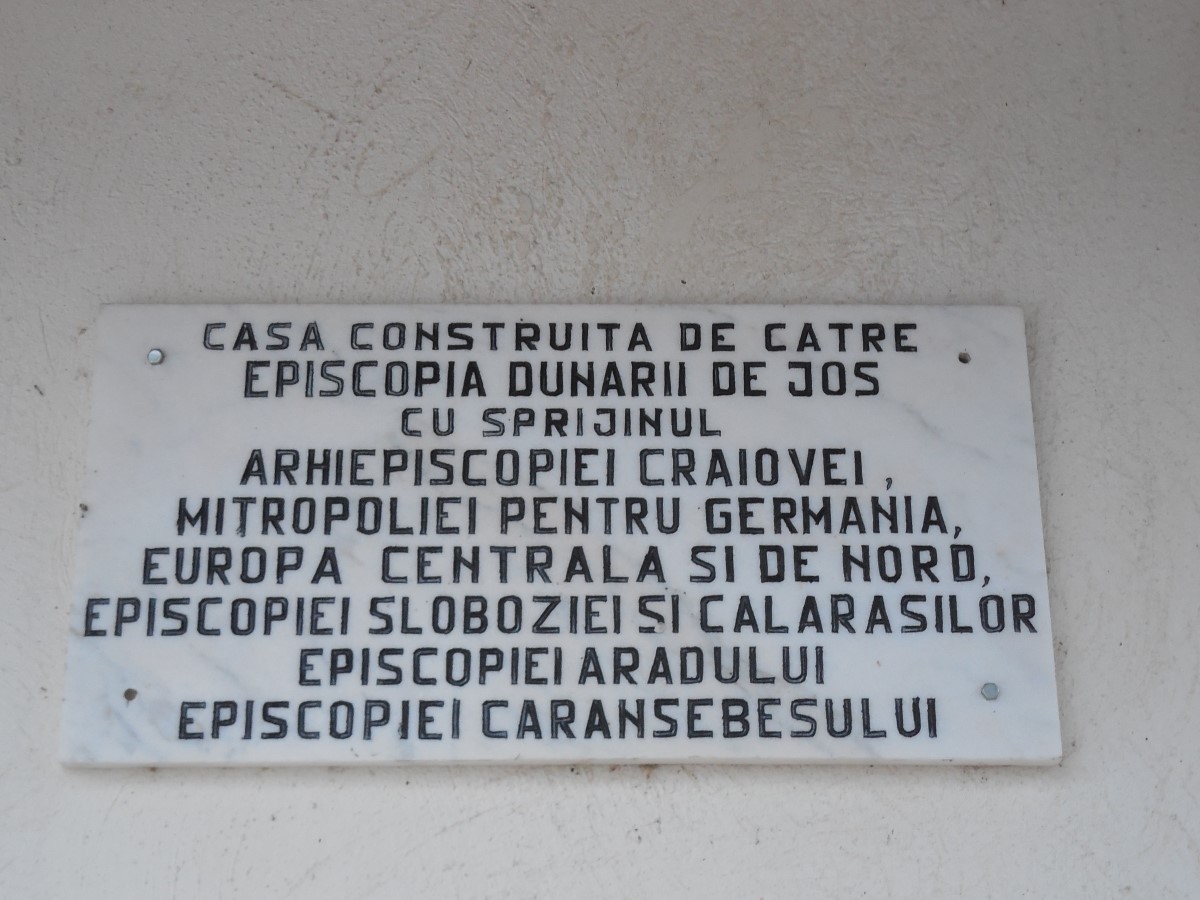 CASA CONSTRUITA DE CATRE
EPISCOPIA DUNARII DE JOS
CU SPRIJINUL
ARHIEPISCOPIEI CRAIOVEI ,
MITROPOLIEI PENTRU GERMANIA,
EUROPA CENTRALA SI DE NORD,
EPISCOPIEI SLOBOZIEI SI CALARASILOR
EPISCOPIEI ARADULUI
EPISCOPIEI CARANSEBESULUI